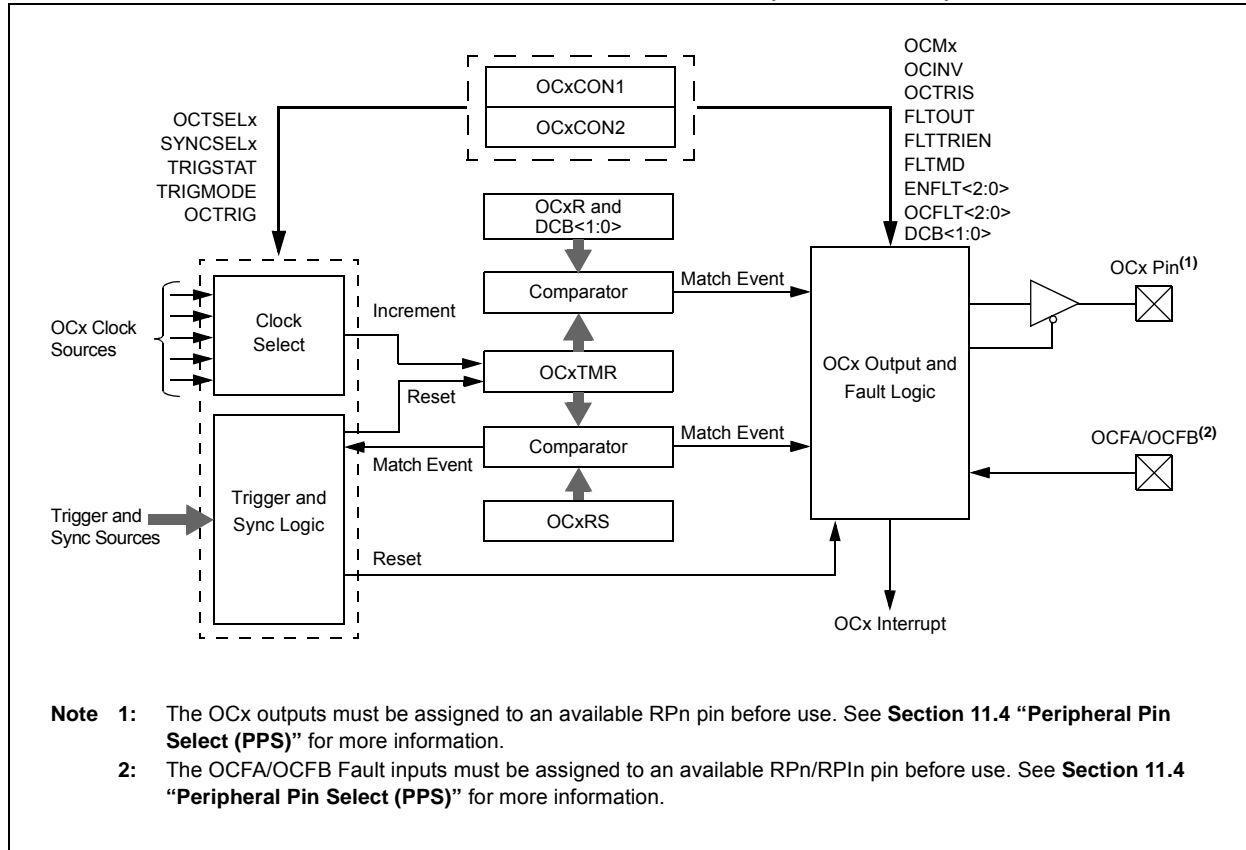 OCxCON1
OCxCON2
OCMx
OCINV
OCTRIS
FLTOUT
FLTTRIEN
FLTMD
ENFLT<2:0>
OCFLT<2:0>
DCB<1:0>
OCTSELx
SYNCSELx
TRIGSTAT
TRIGMODE
OCTRIG
OCxR and
DCB<1:0>
OCx Clock
Sources
Clock
Select
Increment
Comparator
Match Event
OCx Pin(1)
OCxTMR
Reset
OCx Output and
Fault Logic
Comparator
Match Event
Match Event
OCFA/OCFB(2)
Trigger and
Sync Sources
Trigger and
Sync Logic
OCxRS
Reset
OCx Interrupt
Note 1: The OCx outputs must be assigned to an available RPn pin before use. See Section 11.4 “Peripheral Pin
Select (PPS)” for more information.
2: The OCFA/OCFB Fault inputs must be assigned to an available RPn/RPIn pin before use. See Section 11.4
“Peripheral Pin Select (PPS)” for more information.